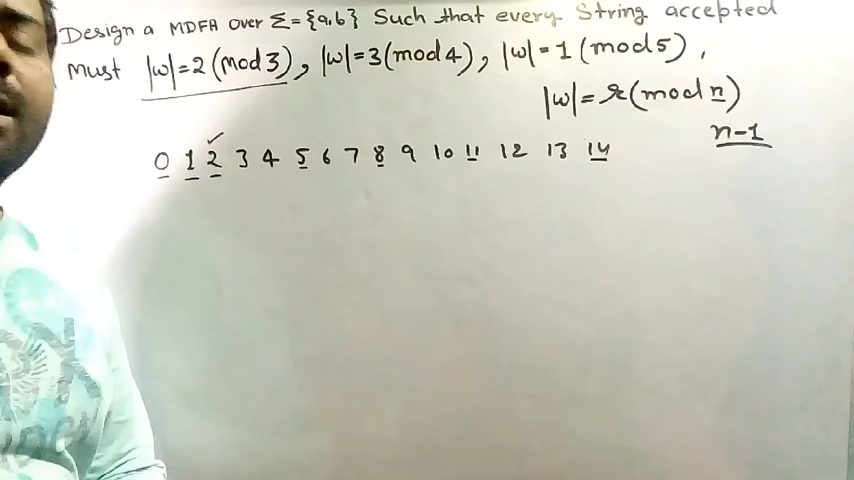 Design a MDFA over Σ = {a,b} Such that every String accepted
Must |w|=2 (mod 3), |w|=3(mod 4), |w|=1 (mod 5),
|w|= r (mod n)
n-1
0 1 2 3 4 5 6 7 8 9 10 11 12 13 14